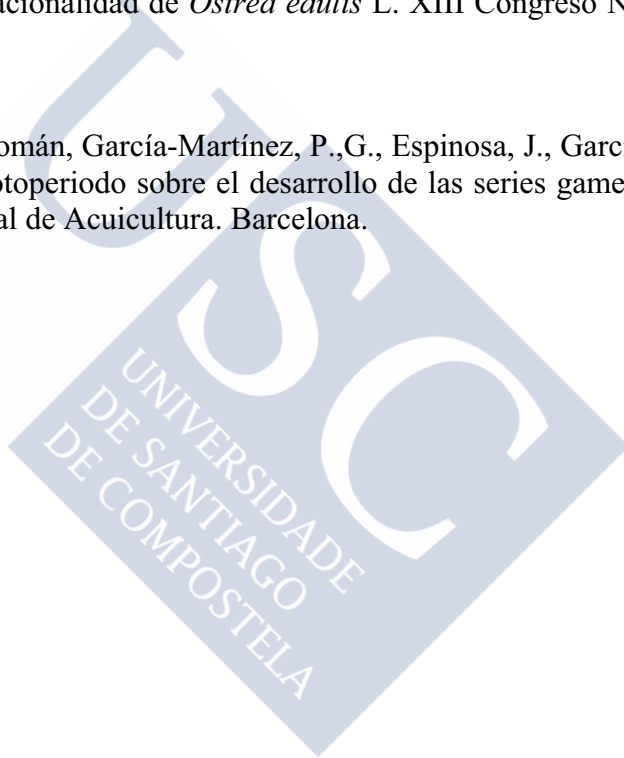 acionalidad de Ostrea edulis L. XIII Congreso N
omán, García-Martínez, P.,G., Espinosa, J., Garc
otoperiodo sobre el desarrollo de las series game
al de Acuicultura. Barcelona.
USC
UNIVERSIDADE
DE SANTIAGO
DE COMPOSTELA